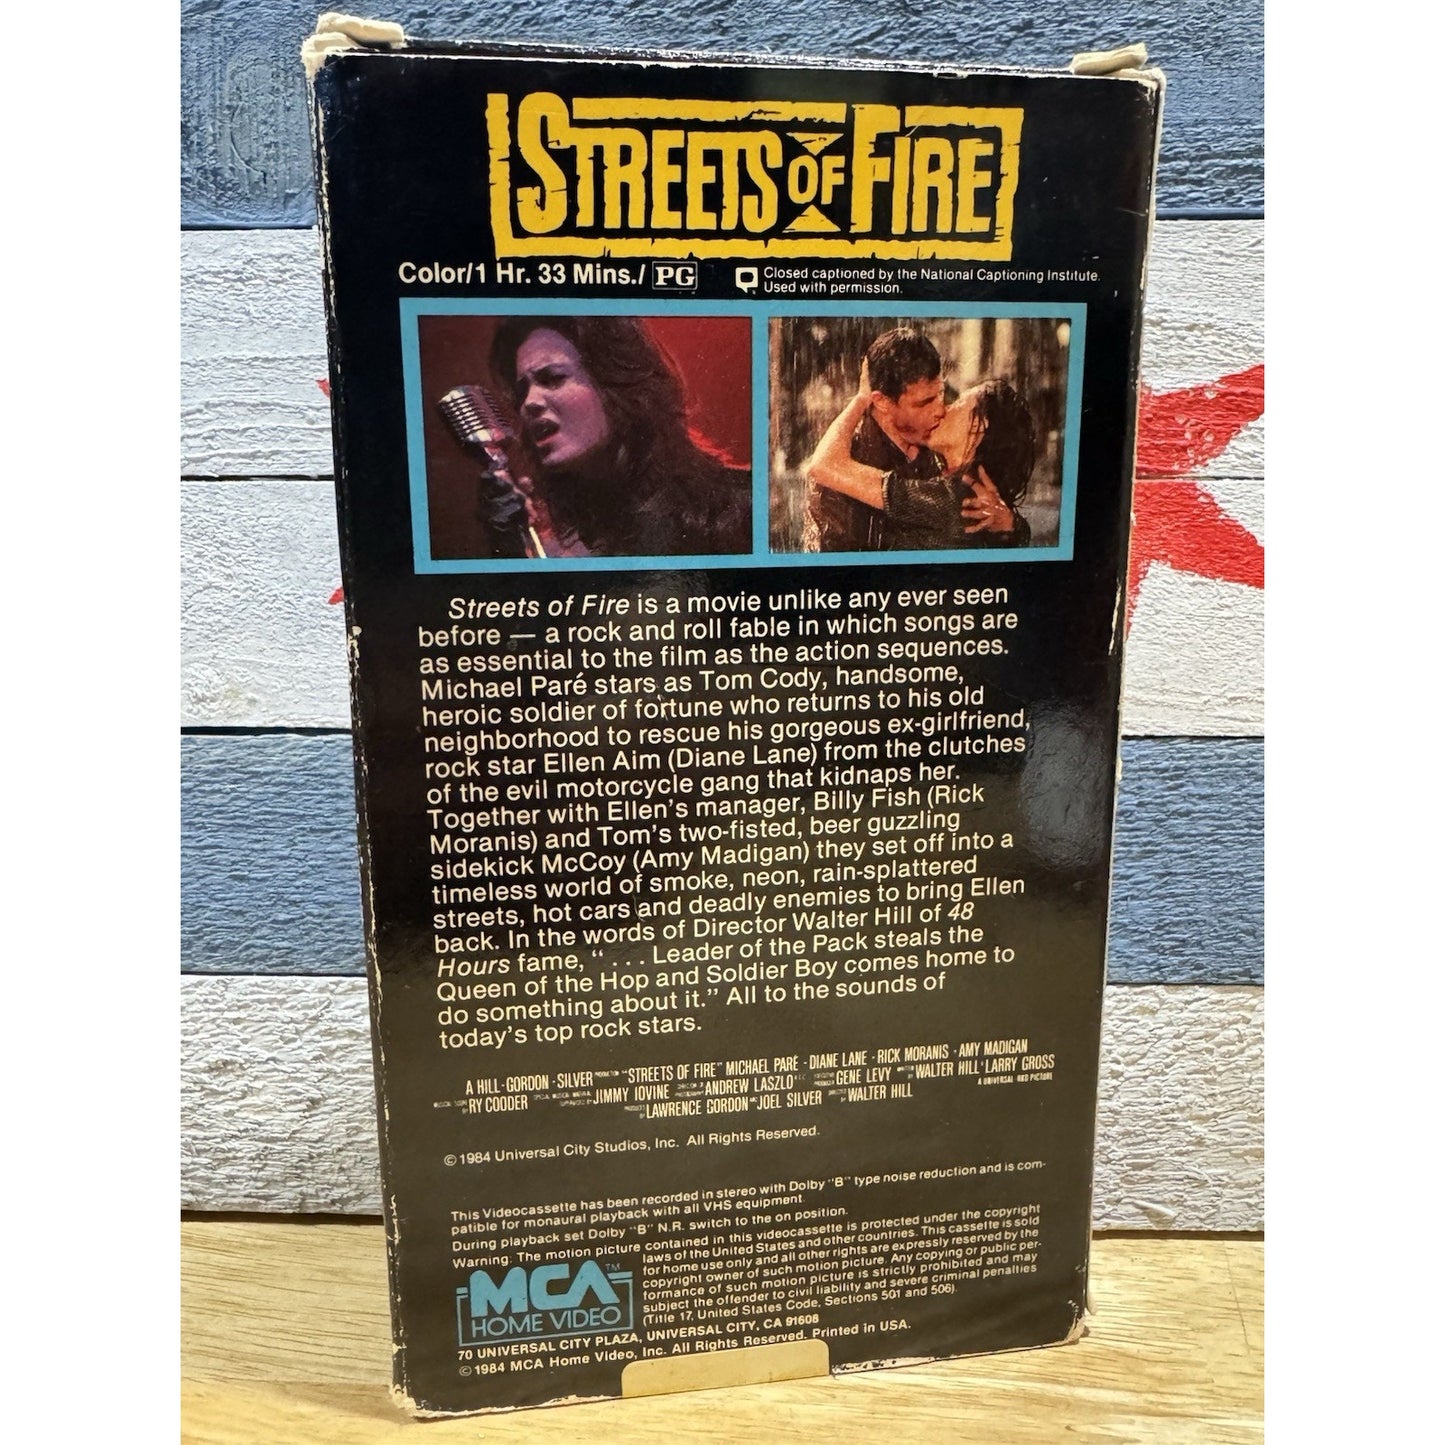 STREETS OF FIRE
Color/1 Hr. 33 Mins./ PG
Closed captioned by the National Captioning Institute.
Used with permission.
Streets of Fire is a movie unlike any ever seen
before — a rock and roll fable in which songs are
as essential to the film as the action sequences.
Michael Paré stars as Tom Cody, handsome,
heroic soldier of fortune who returns to his old
neighborhood to rescue his gorgeous ex-girlfriend,
rock star Ellen Aim (Diane Lane) from the clutches
of the evil motorcycle gang that kidnaps her.
Together with Ellen's manager, Billy Fish (Rick
Moranis) and Tom's two-fisted, beer guzzling
sidekick McCoy (Amy Madigan) they set off into a
timeless world of smoke, neon, rain-splattered
streets, hot cars and deadly enemies to bring Ellen
back. In the words of Director Walter Hill of 48
Hours fame, “ . . . Leader of the Pack steals the
Queen of the Hop and Soldier Boy comes home to
do something about it.” All to the sounds of
today's top rock stars.
A HILL-GORDON-SILVER PRODUCTION "STREETS OF FIRE" MICHAEL PARÉ · DIANE LANE · RICK MORANIS · AMY MADIGAN
RY COODER JIMMY IOVINE ANDREW LASZLO GENE LEVY WALTER HILL LARRY GROSS
LAWRENCE GORDON JOEL SILVER WALTER HILL A UNIVERSAL PICTURE
© 1984 Universal City Studios, Inc. All Rights Reserved.
This Videocassette has been recorded in stereo with Dolby "B" type noise reduction and is com-
patible for monaural playback with all VHS equipment.
During playback set Dolby "B" N.R. switch to the on position.
Warning: The motion picture contained in this videocassette is protected under the copyright
laws of the United States and other countries. This cassette is sold
for home use only and all other rights are expressly reserved by the
copyright owner of such motion picture. Any copying or public per-
formance of such motion picture is strictly prohibited and may
subject the offender to civil liability and severe criminal penalties
(Title 17, United States Code, Sections 501 and 506).
MCA™
HOME VIDEO
70 UNIVERSAL CITY PLAZA, UNIVERSAL CITY, CA 91608
© 1984 MCA Home Video, Inc. All Rights Reserved. Printed in USA.